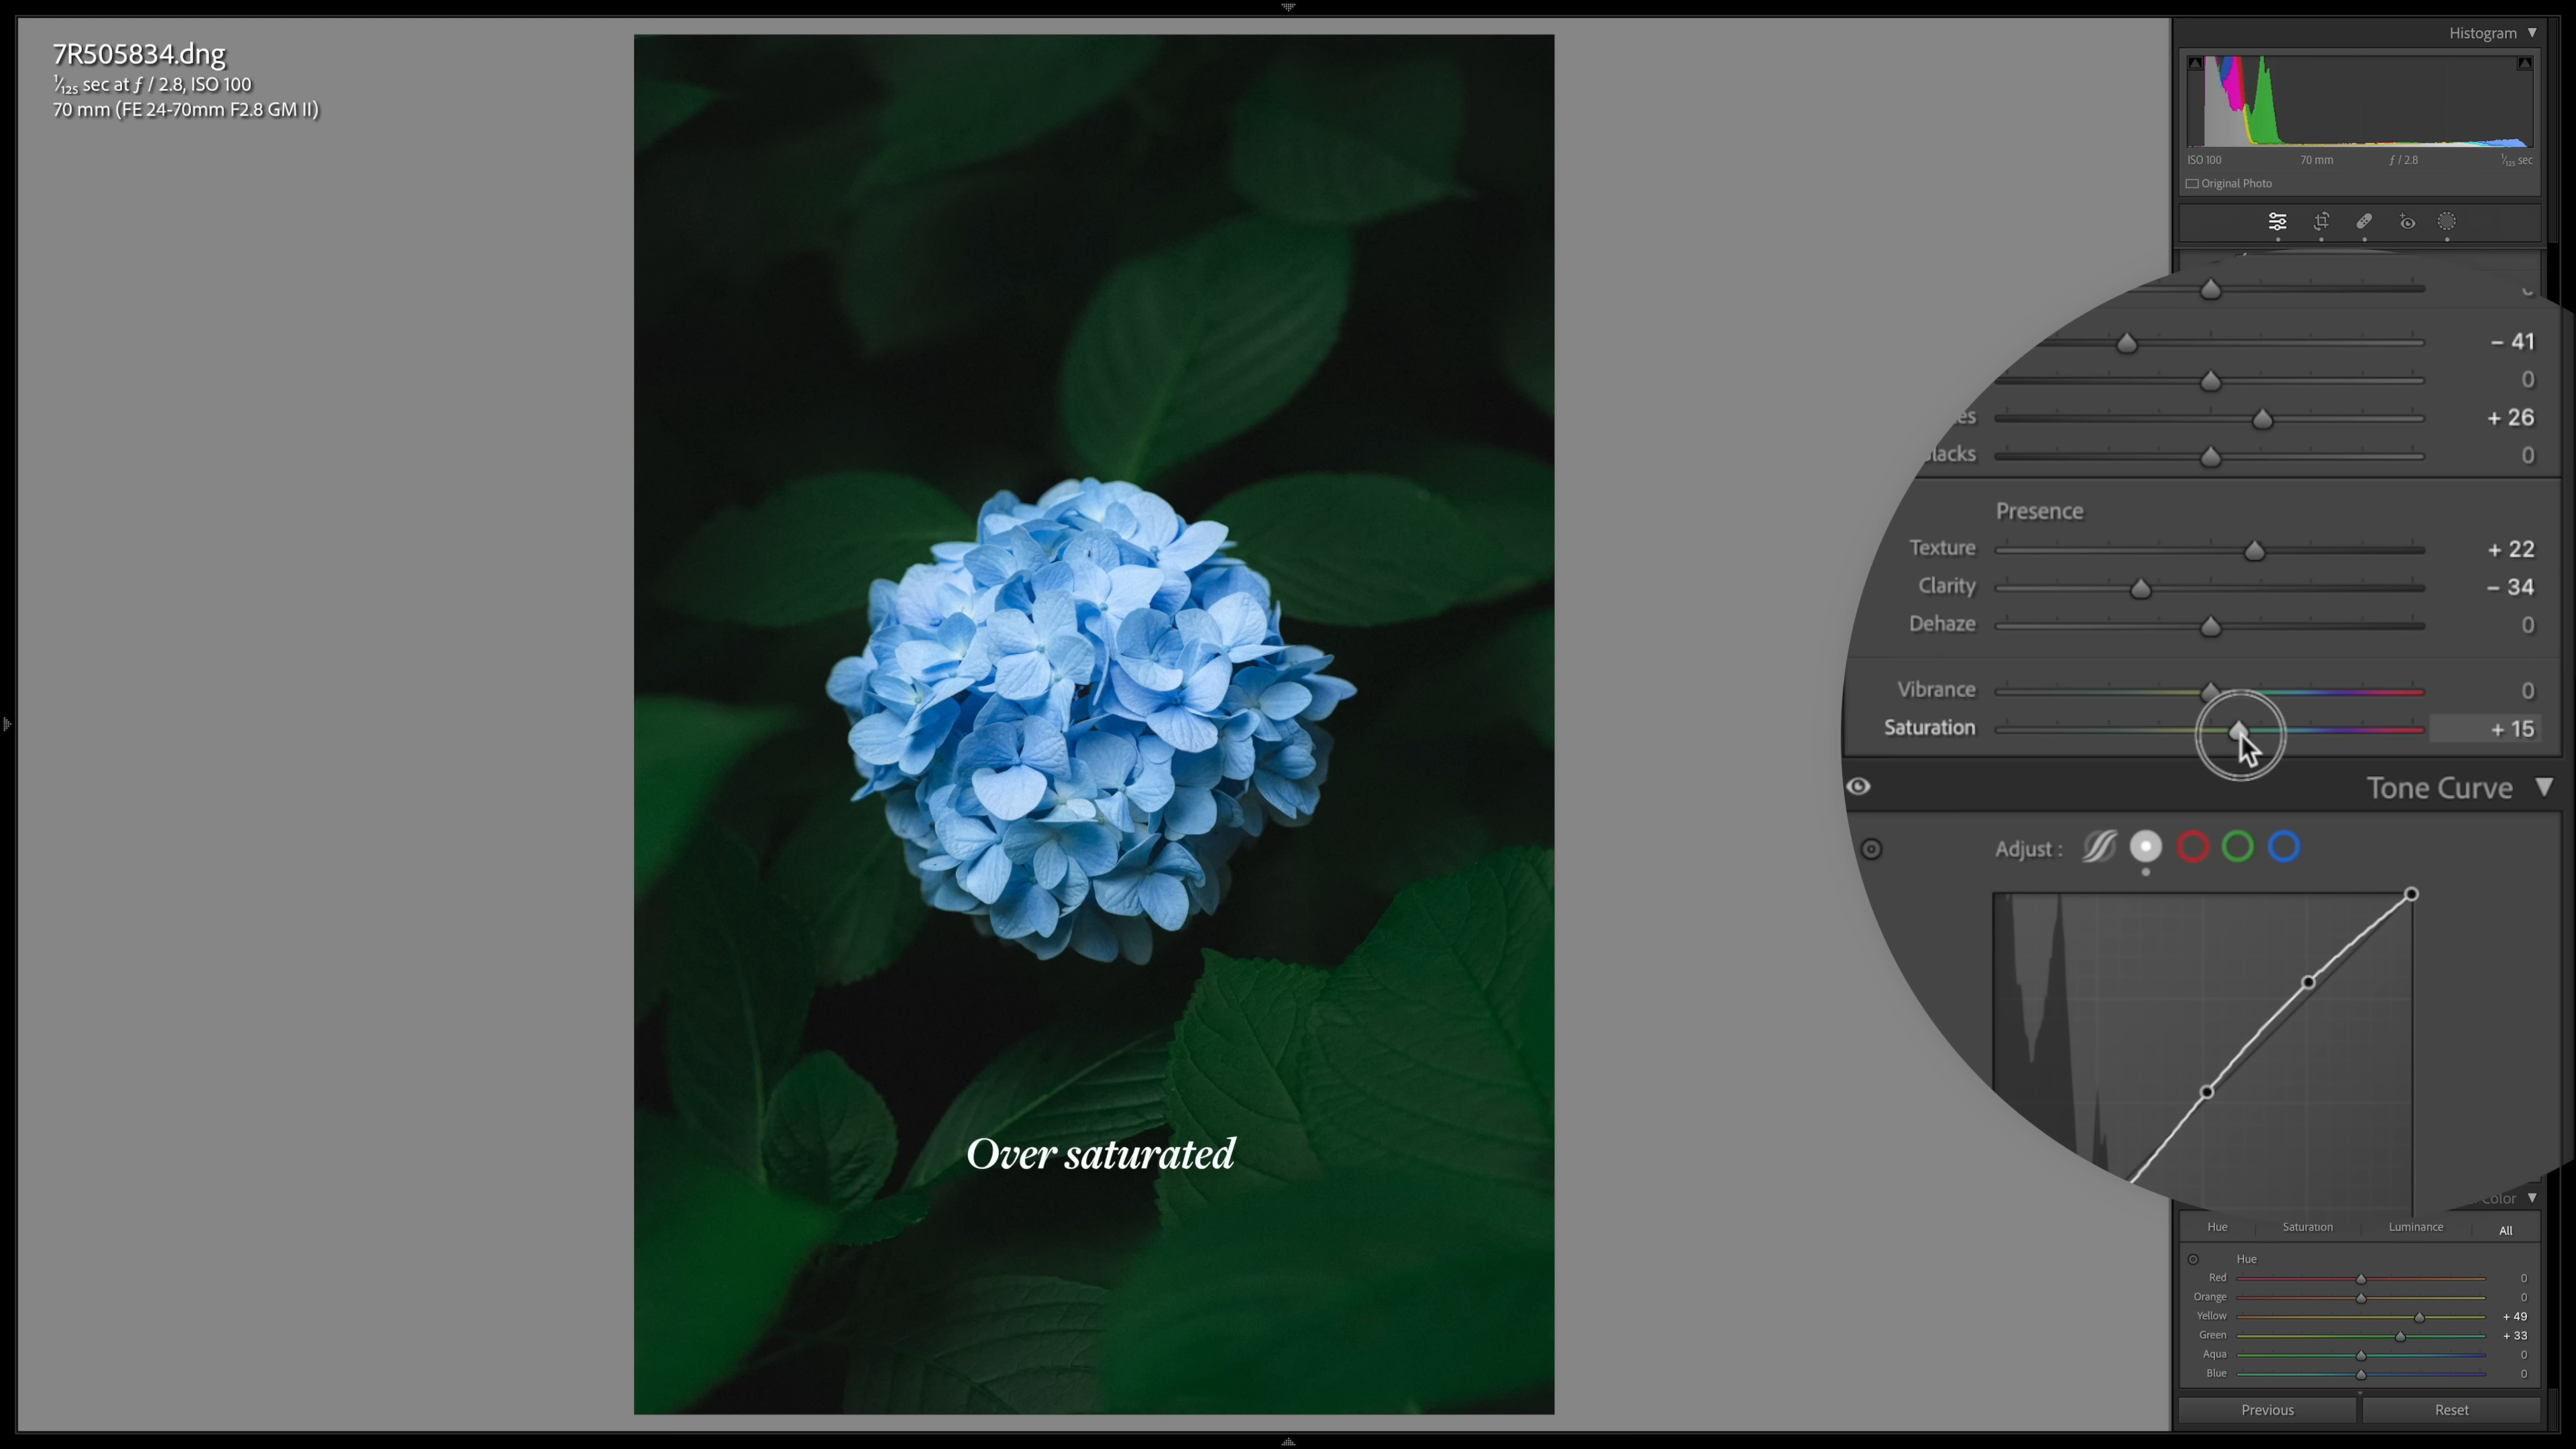 7R505834.dng
1/125 sec at ƒ / 2.8, ISO 100
70 mm (FE 24-70mm F2.8 GM II)
Histogram
ISO 100 70 mm ƒ / 2.8 1/125 sec
Original Photo
− 41
0
+ 26
lacks 0
Presence
Texture + 22
Clarity − 34
Dehaze 0
Vibrance 0
Saturation + 15
Tone Curve
Adjust :
Over saturated
Color
Hue Saturation Luminance All
Hue
Red 0
Orange 0
Yellow + 49
Green + 33
Aqua 0
Blue 0
Previous Reset